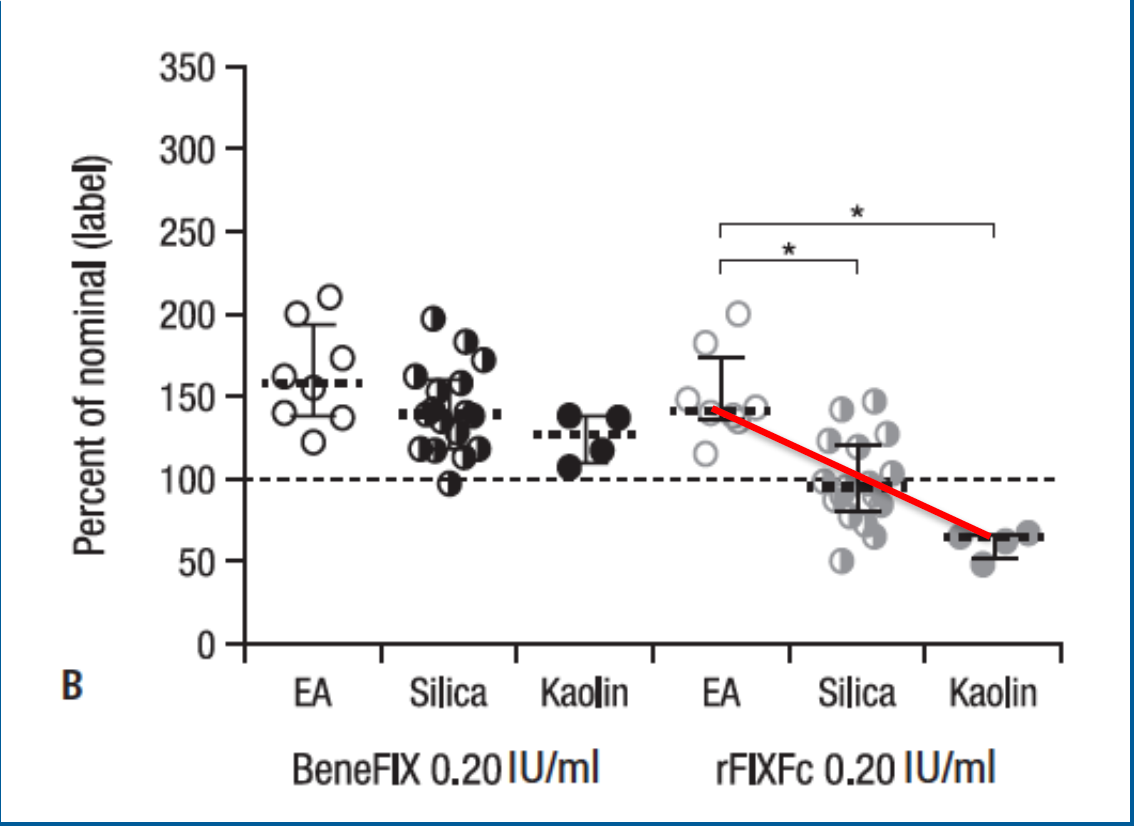 350
300
250
200
150
100
50
0
Percent of nominal (label)
*
*
B
EA Silica Kaolin EA Silica Kaolin
BeneFIX 0.20 IU/ml rFIXFc 0.20 IU/ml